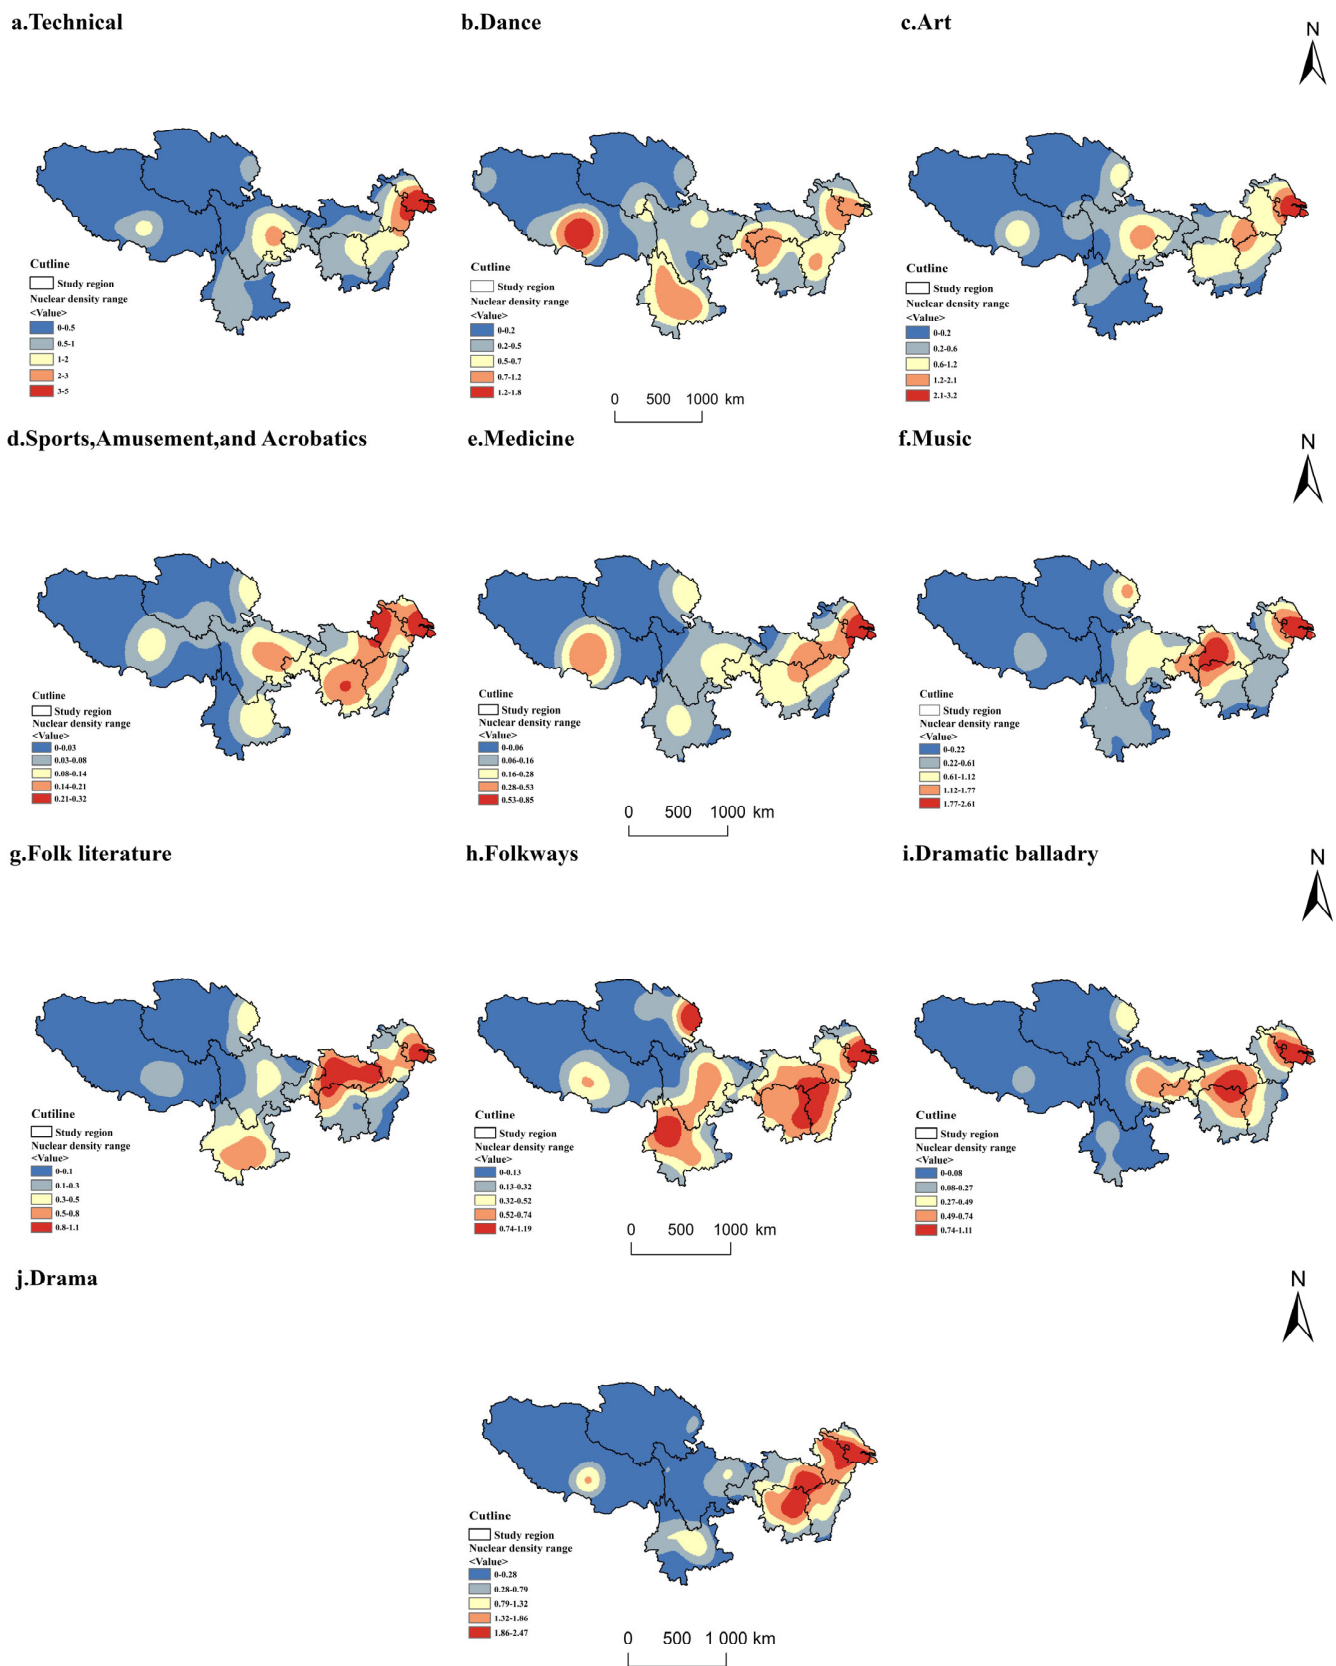 a.Technical
b.Dance
c.Art
N
Cutline
Study region
Nuclear density range
<Value>
0-0.5
0.5-1
1-2
2-3
3-5
Cutline
Study region
Nuclear density range
<Value>
0-0.2
0.2-0.5
0.5-0.7
0.7-1.2
1.2-1.8
0 500 1000 km
Cutline
Study region
Nuclear density range
<Value>
0-0.2
0.2-0.6
0.6-1.2
1.2-2.1
2.1-3.2
d.Sports,Amusement,and Acrobatics
e.Medicine
f.Music
N
Cutline
Study region
Nuclear density range
<Value>
0-0.03
0.03-0.08
0.08-0.14
0.14-0.21
0.21-0.32
Cutline
Study region
Nuclear density range
<Value>
0-0.06
0.06-0.16
0.16-0.28
0.28-0.53
0.53-0.85
0 500 1000 km
Cutline
Study region
Nuclear density range
<Value>
0-0.22
0.22-0.61
0.61-1.12
1.12-1.77
1.77-2.61
g.Folk literature
h.Folkways
i.Dramatic balladry
N
Cutline
Study region
Nuclear density range
<Value>
0-0.1
0.1-0.3
0.3-0.5
0.5-0.8
0.8-1.1
Cutline
Study region
Nuclear density range
<Value>
0-0.13
0.13-0.32
0.32-0.52
0.52-0.74
0.74-1.19
0 500 1000 km
Cutline
Study region
Nuclear density range
<Value>
0-0.08
0.08-0.27
0.27-0.49
0.49-0.74
0.74-1.11
j.Drama
N
Cutline
Study region
Nuclear density range
<Value>
0-0.28
0.28-0.79
0.79-1.32
1.32-1.86
1.86-2.47
0 500 1 000 km